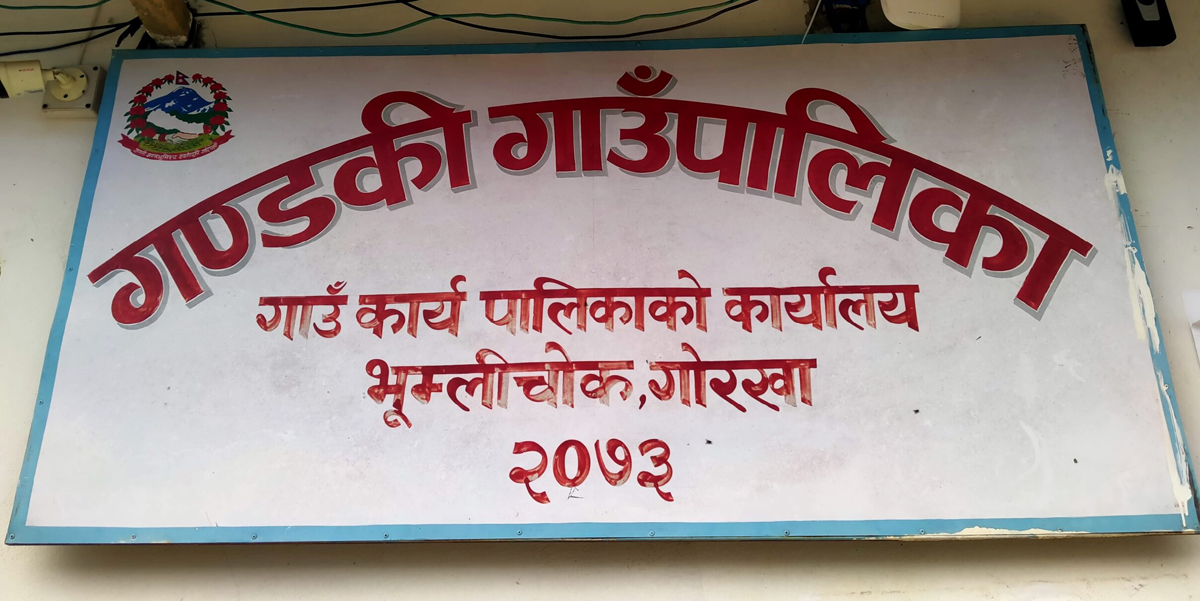 गण्डकी गाउँपालिका
गाउँ कार्य पालिकाको कार्यालय
भूम्लीचोक, गोरखा
२०७३